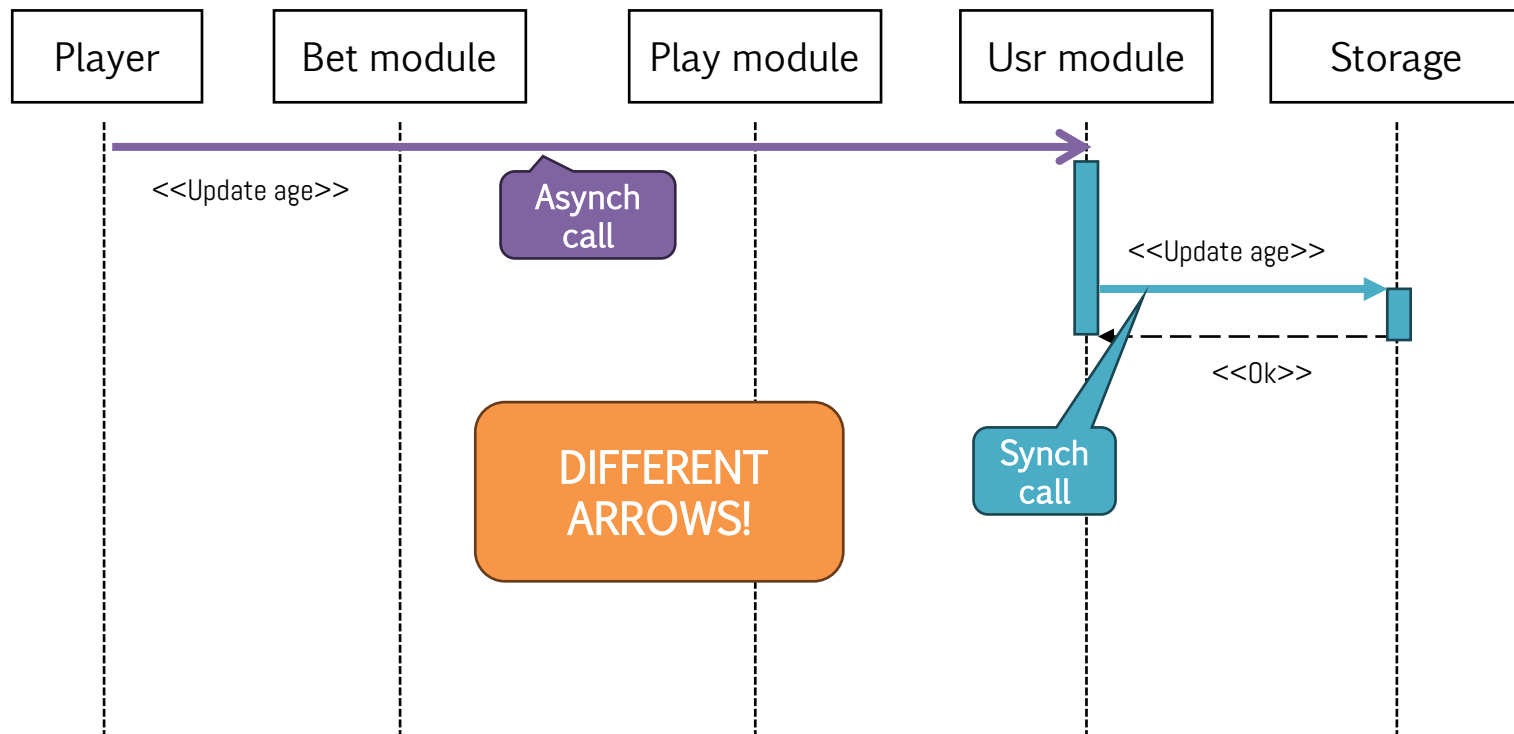 Player
Bet module
Play module
Usr module
Storage
<<Update age>>
Asynch
call
<<Update age>>
<<Ok>>
DIFFERENT
ARROWS!
Synch
call